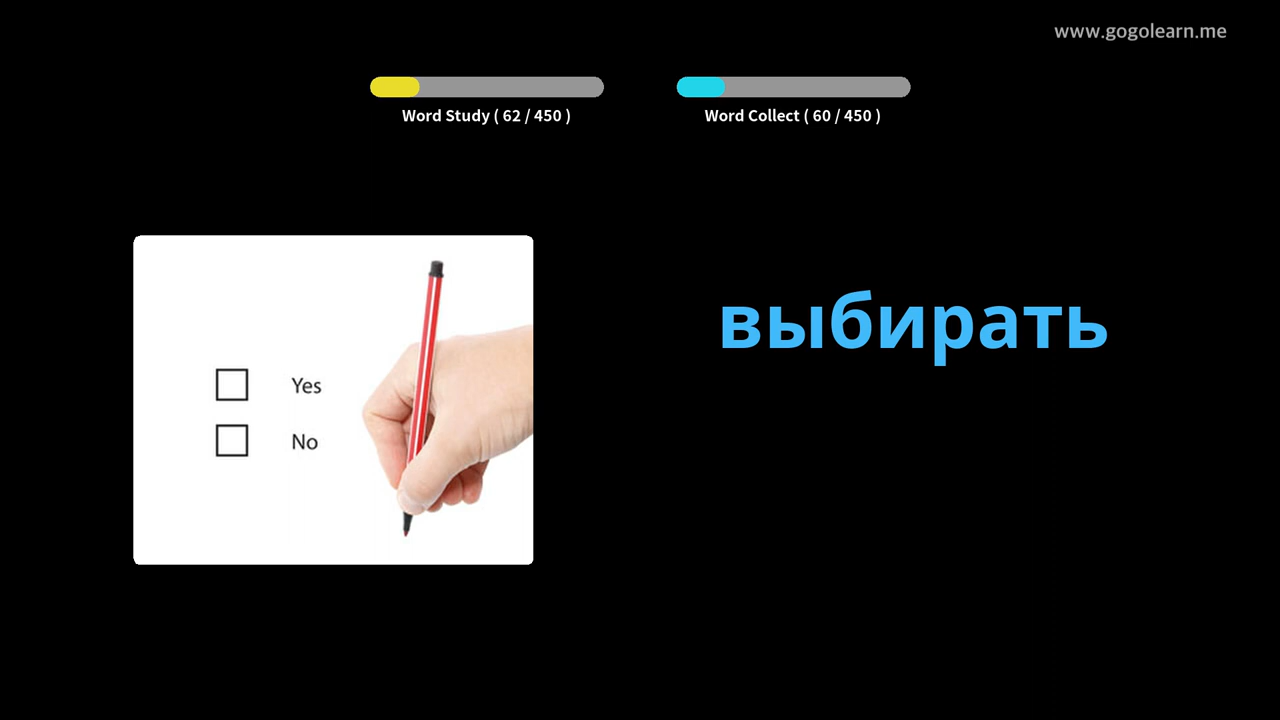 www.gogolearn.me
Word Study ( 62 / 450 )
Word Collect ( 60 / 450 )
Yes
No
выбирать